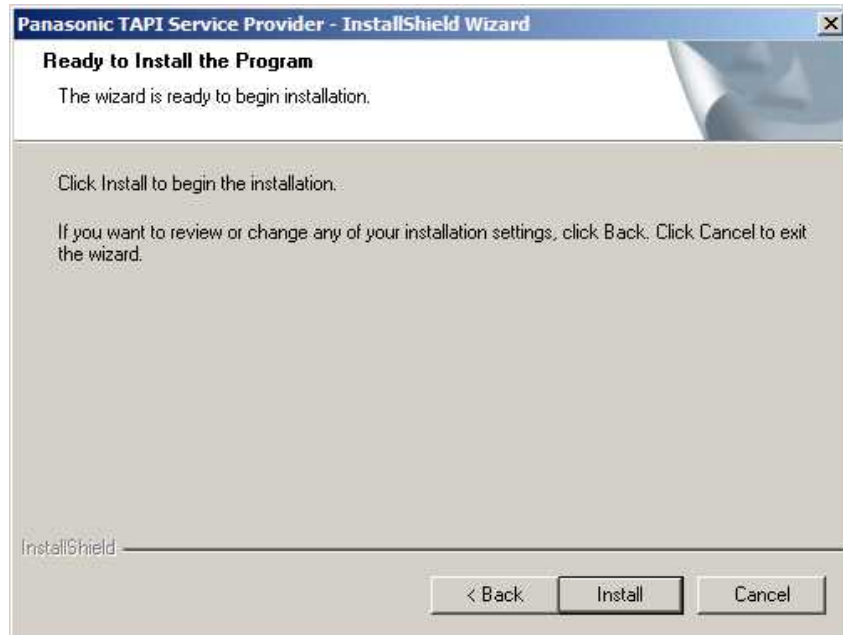 Panasonic TAPI Service Provider - InstallShield Wizard
Ready to Install the Program
The wizard is ready to begin installation.
Click Install to begin the installation.
If you want to review or change any of your installation settings, click Back. Click Cancel to exit
the wizard.
InstallShield
< Back
Install
Cancel